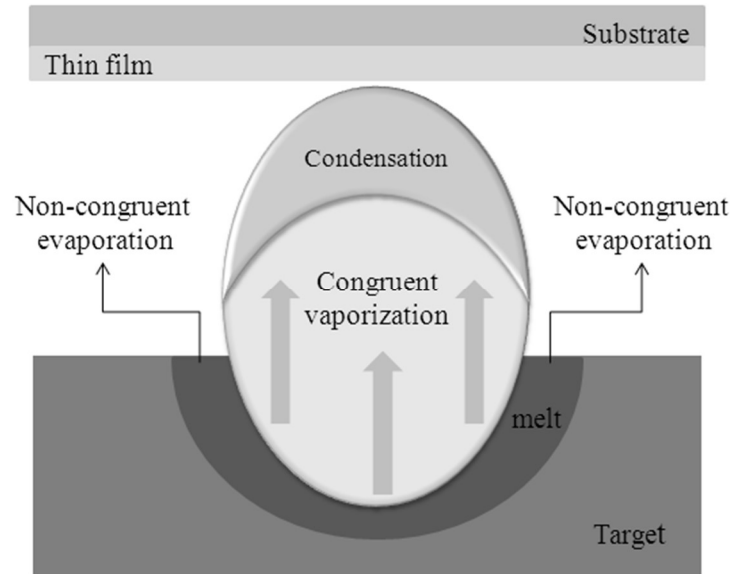 Substrate
Thin film
Condensation
Non-congruent
evaporation
Non-congruent
evaporation
Congruent
vaporization
melt
Target